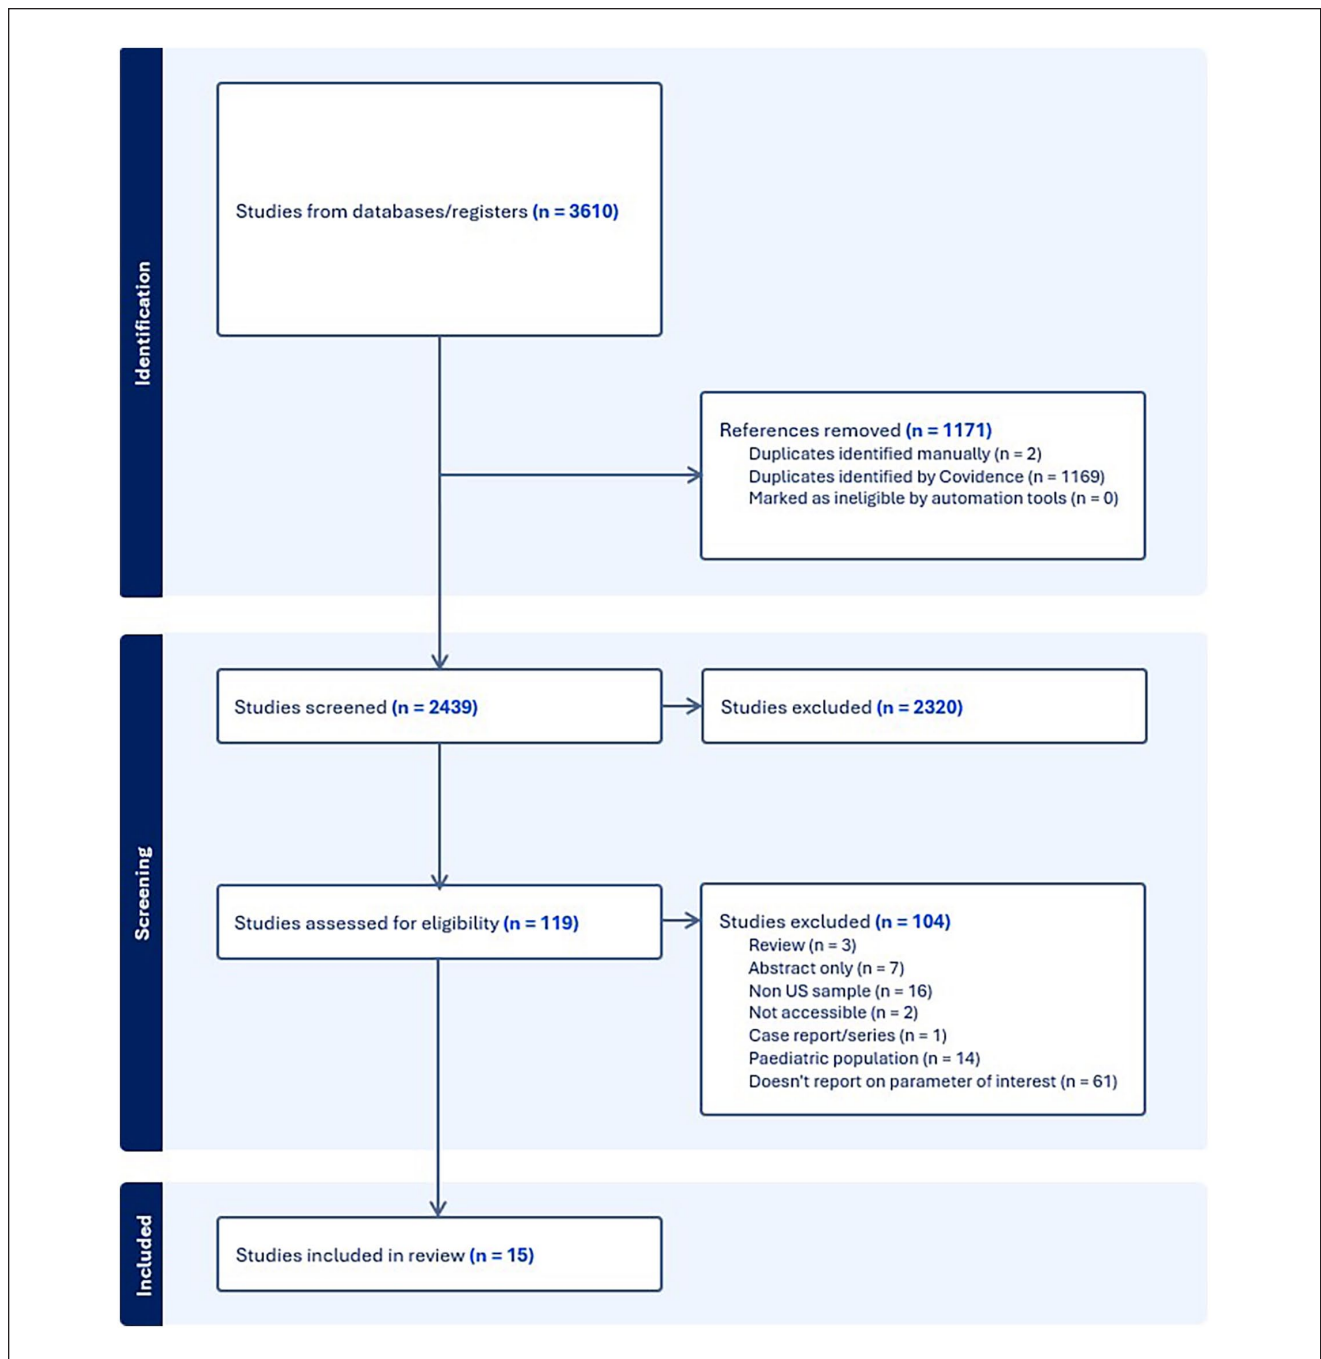 Identification
Studies from databases/registers (n = 3610)
References removed (n = 1171)
Duplicates identified manually (n = 2)
Duplicates identified by Covidence (n = 1169)
Marked as ineligible by automation tools (n = 0)
Screening
Studies screened (n = 2439)
Studies excluded (n = 2320)
Studies assessed for eligibility (n = 119)
Studies excluded (n = 104)
Review (n = 3)
Abstract only (n = 7)
Non US sample (n = 16)
Not accessible (n = 2)
Case report/series (n = 1)
Paediatric population (n = 14)
Doesn't report on parameter of interest (n = 61)
Included
Studies included in review (n = 15)